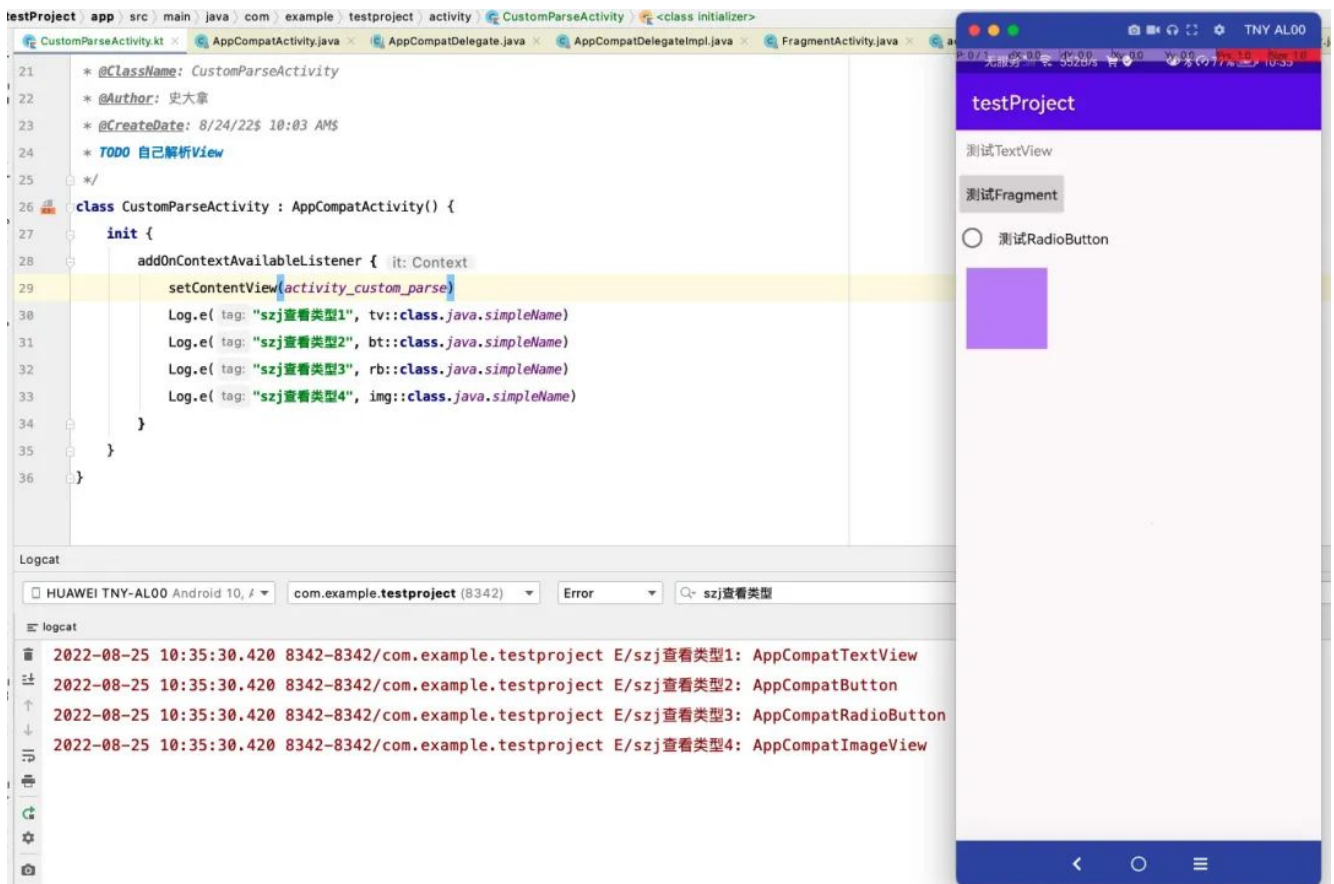 testProject 〉 app 〉 src 〉 main 〉 java 〉 com 〉 example 〉 testproject 〉 activity 〉 CustomParseActivity 〉 <class initializer>
CustomParseActivity.kt × AppCompatActivity.java × AppCompatDelegate.java × AppCompatDelegateImpl.java × FragmentActivity.java ×
21 * @ClassName: CustomParseActivity
22 * @Author: 史大拿
23 * @CreateDate: 8/24/22$ 10:03 AM$
24 * TODO 自己解析View
25 */
26 class CustomParseActivity : AppCompatActivity() {
27 init {
28 addOnContextAvailableListener { it: Context
29 setContentView(activity_custom_parse)
30 Log.e( tag: "szj查看类型1", tv::class.java.simpleName)
31 Log.e( tag: "szj查看类型2", bt::class.java.simpleName)
32 Log.e( tag: "szj查看类型3", rb::class.java.simpleName)
33 Log.e( tag: "szj查看类型4", img::class.java.simpleName)
34 }
35 }
36 }
Logcat
HUAWEI TNY-AL00 Android 10, com.example.testproject (8342) Error szj查看类型
logcat
2022-08-25 10:35:30.420 8342-8342/com.example.testproject E/szj查看类型1: AppCompatTextView
2022-08-25 10:35:30.420 8342-8342/com.example.testproject E/szj查看类型2: AppCompatButton
2022-08-25 10:35:30.420 8342-8342/com.example.testproject E/szj查看类型3: AppCompatRadioButton
2022-08-25 10:35:30.420 8342-8342/com.example.testproject E/szj查看类型4: AppCompatImageView
TNY AL00
无服务 552B/s 77% 10:35
testProject
测试TextView
测试Fragment
测试RadioButton